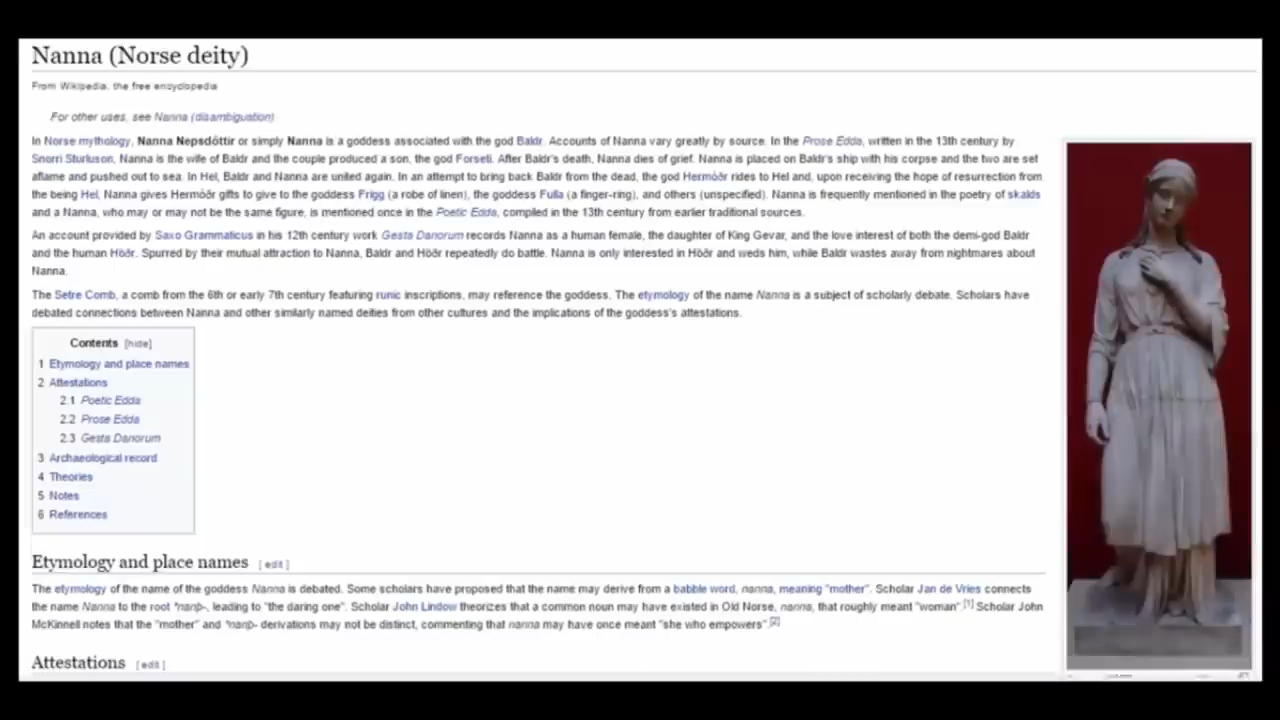 Nanna (Norse deity)
From Wikipedia, the free encyclopedia
For other uses, see Nanna (disambiguation)
In Norse mythology, Nanna Nepsdóttir or simply Nanna is a goddess associated with the god Baldr. Accounts of Nanna vary greatly by source. In the Prose Edda, written in the 13th century by
Snorri Sturluson, Nanna is the wife of Baldr and the couple produced a son, the god Forseti. After Baldr's death, Nanna dies of grief. Nanna is placed on Baldr's ship with his corpse and the two are set
aflame and pushed out to sea. In Hel, Baldr and Nanna are united again. In an attempt to bring back Baldr from the dead, the god Hermóðr rides to Hel and, upon receiving the hope of resurrection from
the being Hel, Nanna gives Hermóðr gifts to give to the goddess Frigg (a robe of linen), the goddess Fulla (a finger-ring), and others (unspecified). Nanna is frequently mentioned in the poetry of skalds
and a Nanna, who may or may not be the same figure, is mentioned once in the Poetic Edda, compiled in the 13th century from earlier traditional sources.
An account provided by Saxo Grammaticus in his 12th century work Gesta Danorum records Nanna as a human female, the daughter of King Gevar, and the love interest of both the demi-god Baldr
and the human Höðr. Spurred by their mutual attraction to Nanna, Baldr and Höðr repeatedly do battle. Nanna is only interested in Höðr and weds him, while Baldr wastes away from nightmares about
Nanna.
The Setre Comb, a comb from the 6th or early 7th century featuring runic inscriptions, may reference the goddess. The etymology of the name Nanna is a subject of scholarly debate. Scholars have
debated connections between Nanna and other similarly named deities from other cultures and the implications of the goddess's attestations.
Contents [hide]
1 Etymology and place names
2 Attestations
2.1 Poetic Edda
2.2 Prose Edda
2.3 Gesta Danorum
3 Archaeological record
4 Theories
5 Notes
6 References
Etymology and place names [ edit ]
The etymology of the name of the goddess Nanna is debated. Some scholars have proposed that the name may derive from a babble word, nanna, meaning "mother". Scholar Jan de Vries connects
the name Nanna to the root *nanþ-, leading to "the daring one". Scholar John Lindow theorizes that a common noun may have existed in Old Norse, nanna, that roughly meant "woman".[1] Scholar John
McKinnell notes that the "mother" and *nanþ- derivations may not be distinct, commenting that nanna may have once meant "she who empowers".[2]
Attestations [ edit ]